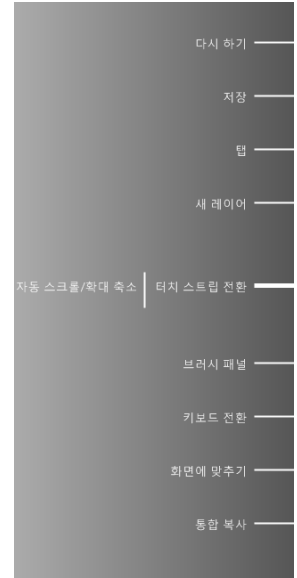 다시 하기
저장
탭
새 레이어
자동 스크롤/확대 축소 터치 스트립 전환
브러시 패널
키보드 전환
화면에 맞추기
통합 복사